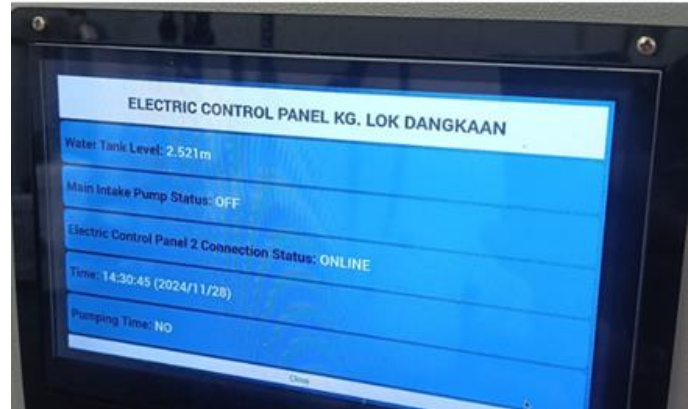 ELECTRIC CONTROL PANEL KG. LOK DANGKAAN
Water Tank Level: 2.521m
Main Intake Pump Status: OFF
Electric Control Panel 2 Connection Status: ONLINE
Time: 14:30:45 (2024/11/28)
Pumping Time: NO
Close